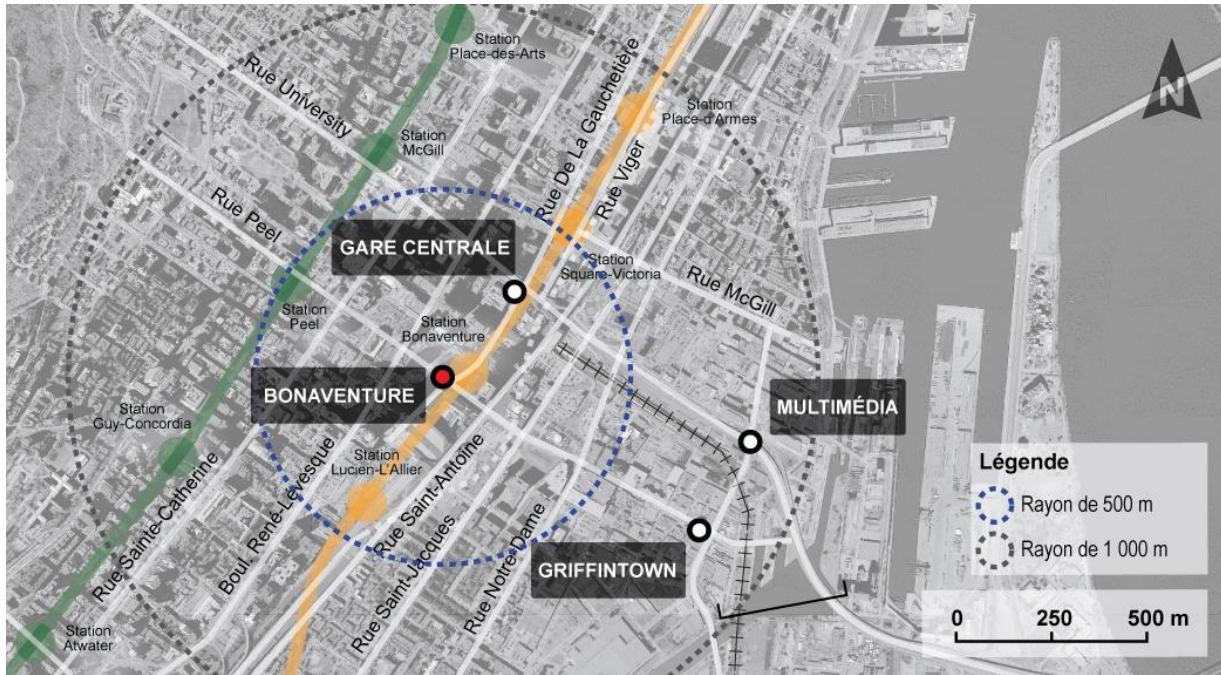 Station
Place-des-Arts
Rue University
Station
McGill
Rue De La Gauchetière
Station
Place-d'Armes
Rue Viger
N
Rue Peel
GARE CENTRALE
Station
Square-Victoria
Rue McGill
Station
Peel
Station
Bonaventure
BONAVENTURE
MULTIMÉDIA
Station
Guy-Concordia
Station
Lucien-L'Allier
Rue Sainte-Catherine
Boul. René-Lévesque
Rue Saint-Antoine
Rue Saint-Jacques
Rue Notre-Dame
GRIFFINTOWN
Station
Atwater
Légende
Rayon de 500 m
Rayon de 1 000 m
0 250 500 m